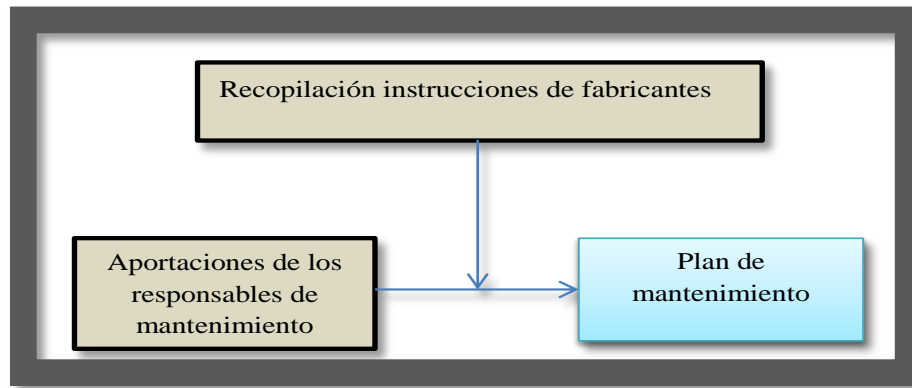 Recopilación instrucciones de fabricantes
Aportaciones de los
responsables de
mantenimiento
Plan de
mantenimiento